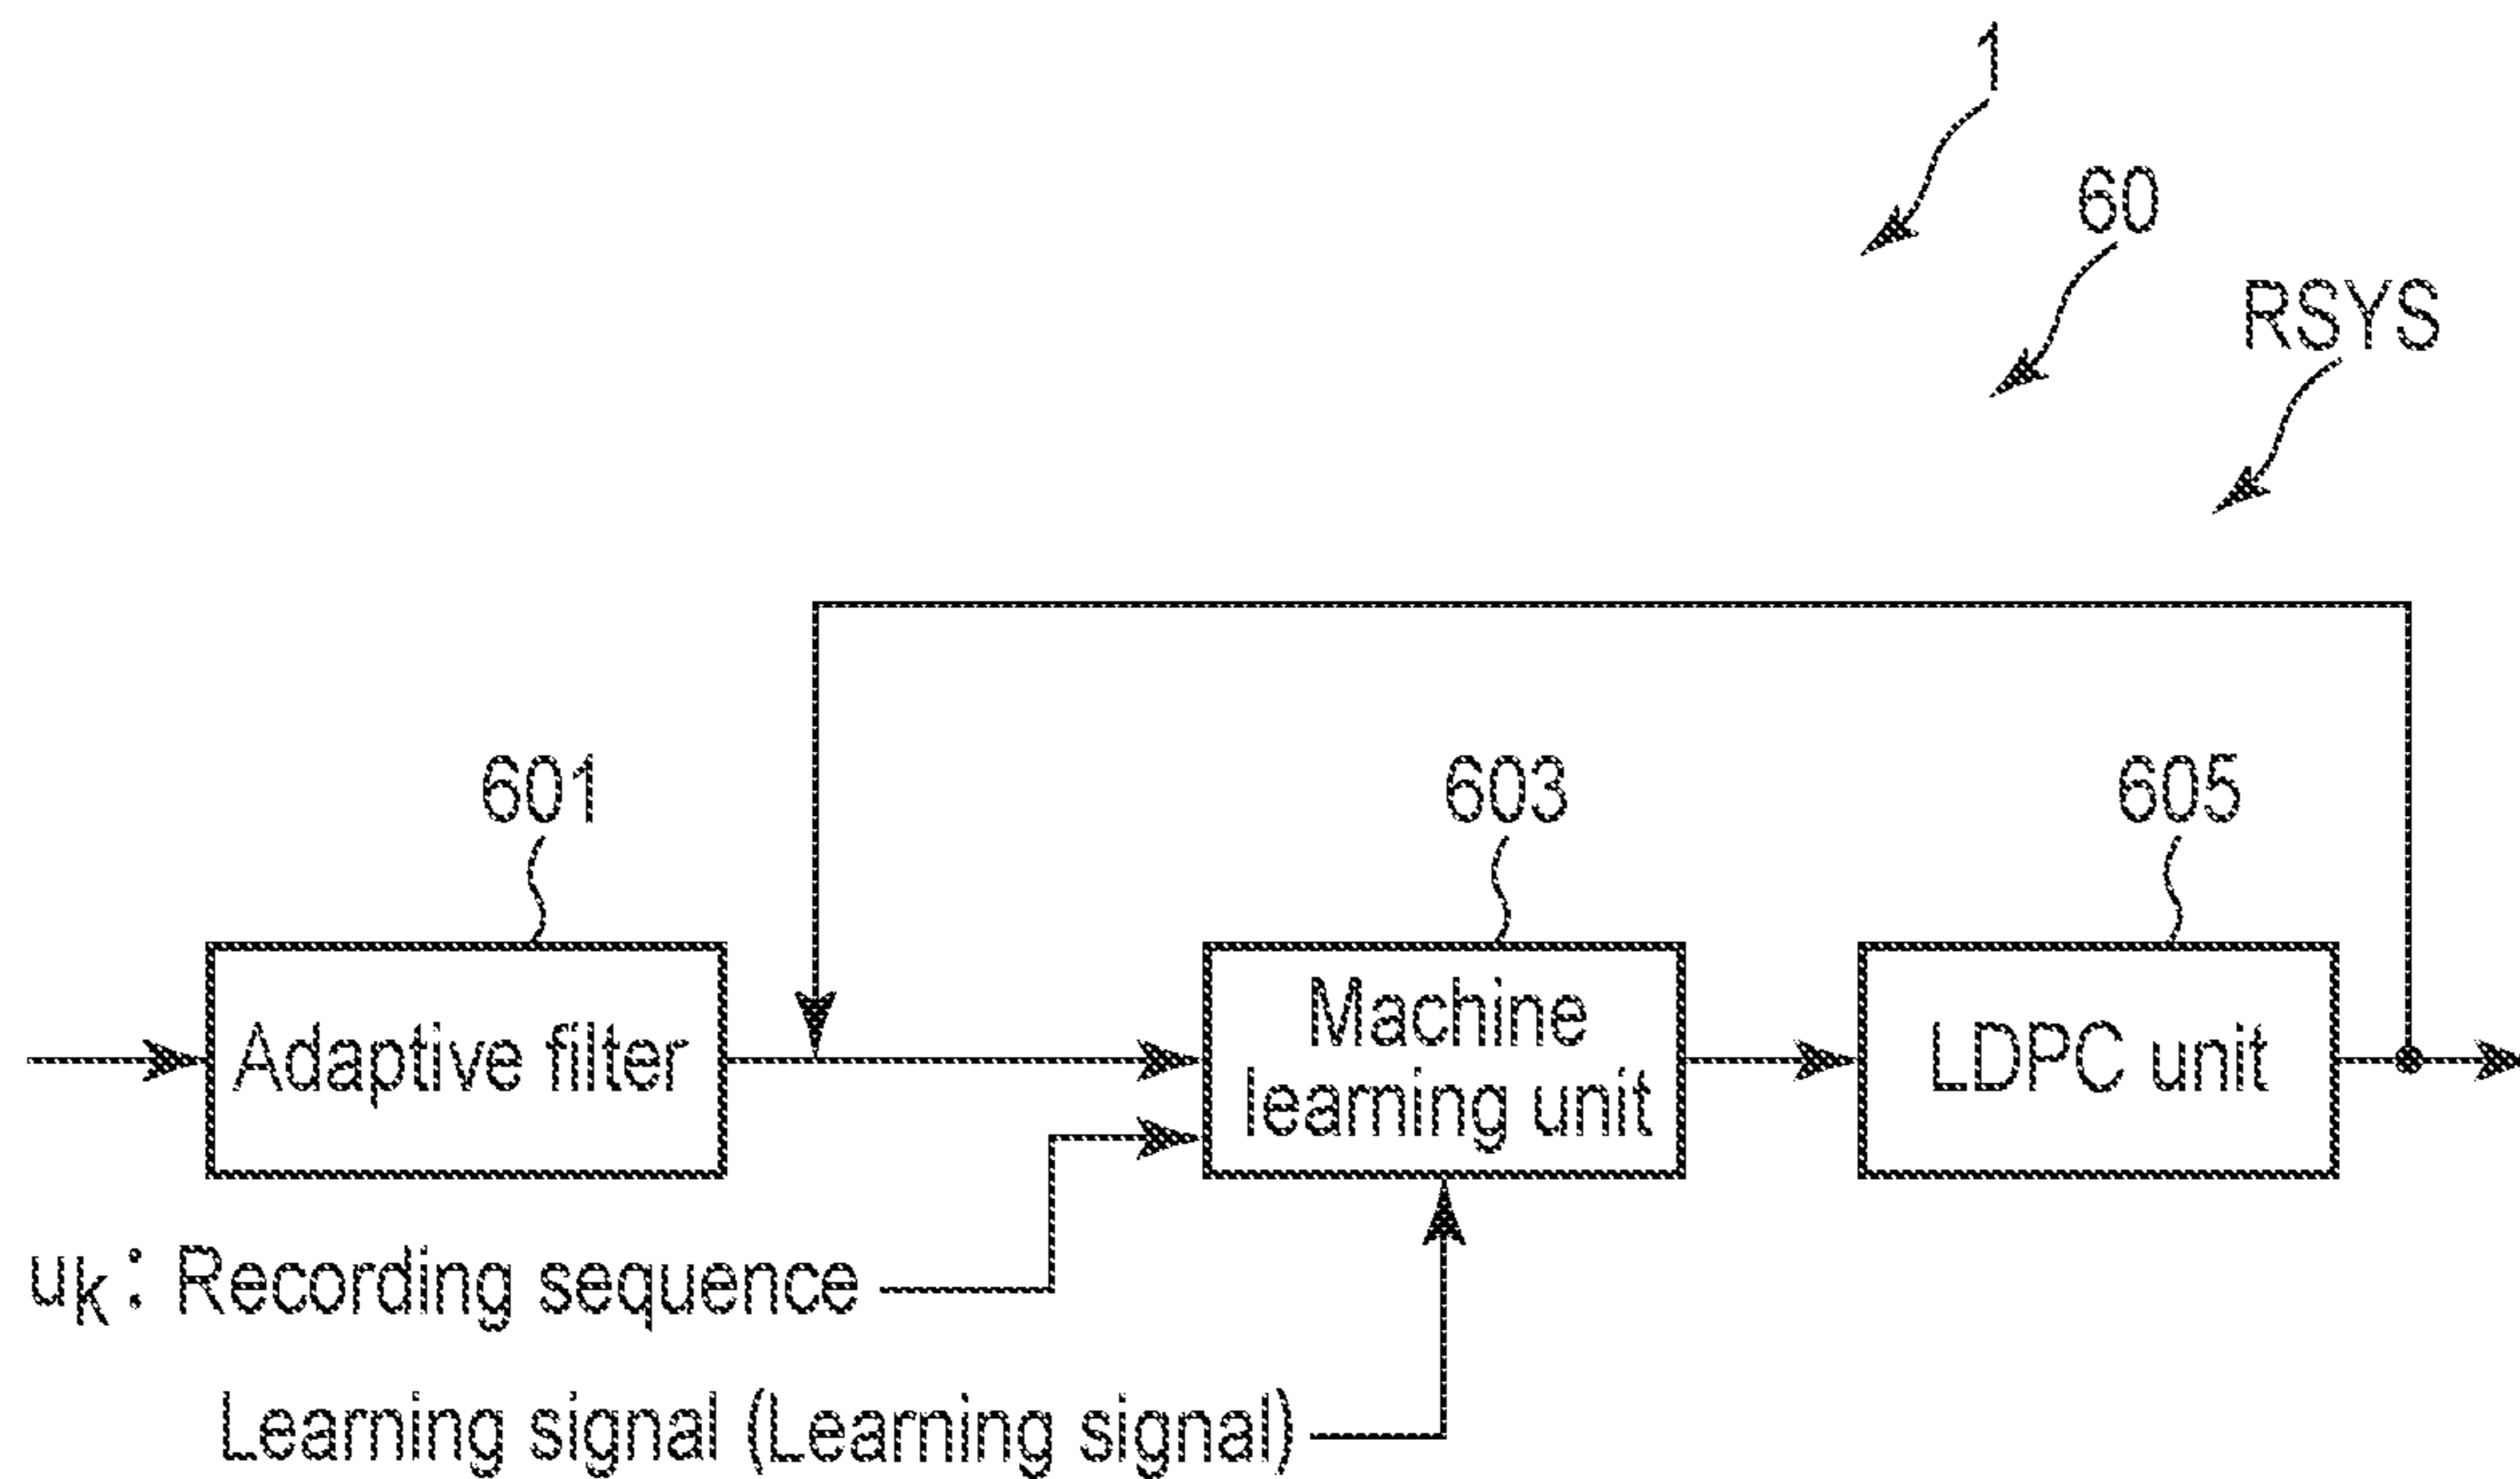 1
60
RSYS
601
603
605
Adaptive filter
Machine
learning unit
LDPC unit
uk : Recording sequence
Learning signal (Learning signal)